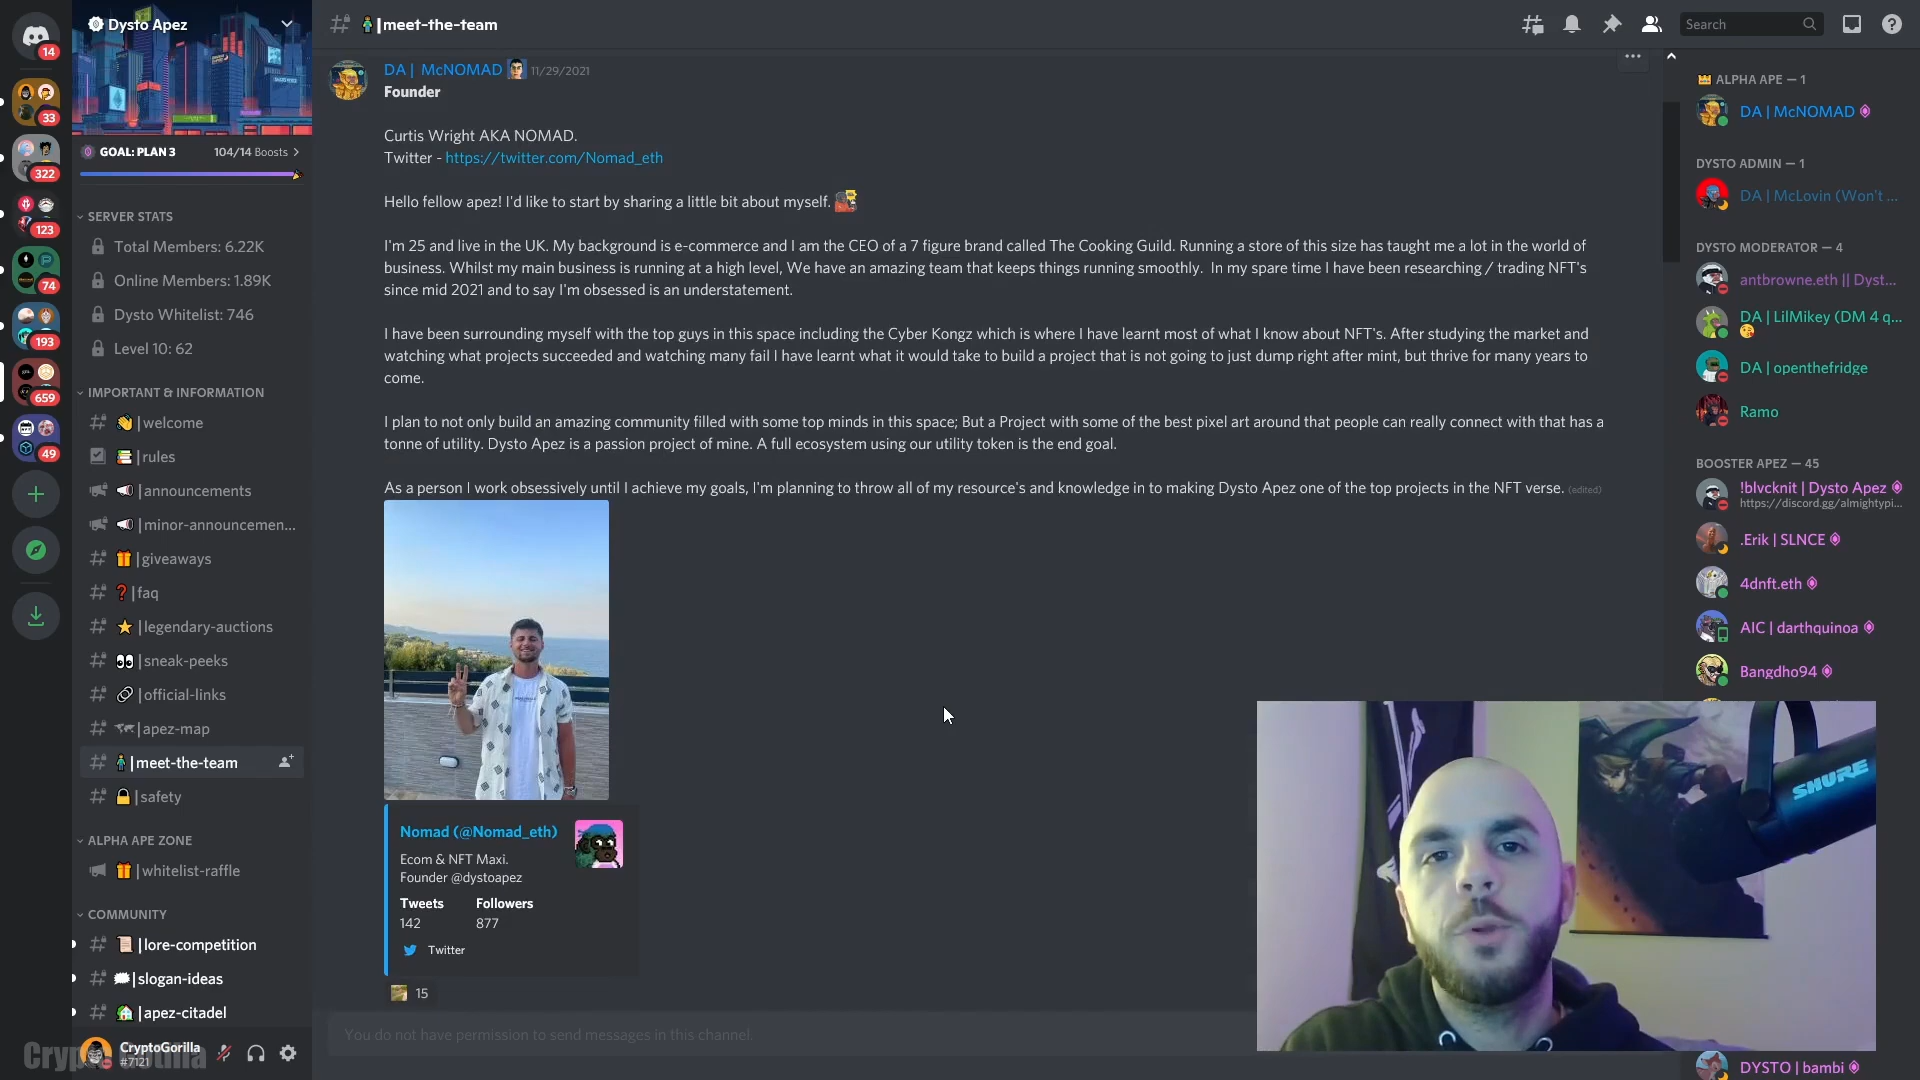 14
33
322
123
74
193
659
49
Dysto Apez
GOAL: PLAN 3 104/14 Boosts
SERVER STATS
Total Members: 6.22K
Online Members: 1.89K
Dysto Whitelist: 746
Level 10: 62
IMPORTANT & INFORMATION
|welcome
|rules
|announcements
|minor-announcemen...
|giveaways
|faq
|legendary-auctions
|sneak-peeks
|official-links
|apez-map
|meet-the-team
|safety
ALPHA APE ZONE
|whitelist-raffle
COMMUNITY
|lore-competition
|slogan-ideas
|apez-citadel
CryptoGorilla
#7121
|meet-the-team
Search
DA | McNOMAD 11/29/2021
Founder
Curtis Wright AKA NOMAD.
Twitter - https://twitter.com/Nomad_eth
Hello fellow apez! I'd like to start by sharing a little bit about myself.
I'm 25 and live in the UK. My background is e-commerce and I am the CEO of a 7 figure brand called The Cooking Guild. Running a store of this size has taught me a lot in the world of
business. Whilst my main business is running at a high level, We have an amazing team that keeps things running smoothly. In my spare time I have been researching / trading NFT's
since mid 2021 and to say I'm obsessed is an understatement.
I have been surrounding myself with the top guys in this space including the Cyber Kongz which is where I have learnt most of what I know about NFT's. After studying the market and
watching what projects succeeded and watching many fail I have learnt what it would take to build a project that is not going to just dump right after mint, but thrive for many years to
come.
I plan to not only build an amazing community filled with some top minds in this space; But a Project with some of the best pixel art around that people can really connect with that has a
tonne of utility. Dysto Apez is a passion project of mine. A full ecosystem using our utility token is the end goal.
As a person I work obsessively until I achieve my goals, I'm planning to throw all of my resource's and knowledge in to making Dysto Apez one of the top projects in the NFT verse. (edited)
Nomad (@Nomad_eth)
Ecom & NFT Maxi.
Founder @dystoapez
Tweets Followers
142 877
Twitter
15
You do not have permission to send messages in this channel.
ALPHA APE — 1
DA | McNOMAD
DYSTO ADMIN — 1
DA | McLovin (Won't ...
DYSTO MODERATOR — 4
antbrowne.eth || Dyst...
DA | LilMikey (DM 4 q...
DA | openthefridge
Ramo
BOOSTER APEZ — 45
!blvcknit | Dysto Apez
https://discord.gg/almightypi...
.Erik | SLNCE
4dnft.eth
AIC | darthquinoa
Bangdho94
SHURE
DYSTO | bambi